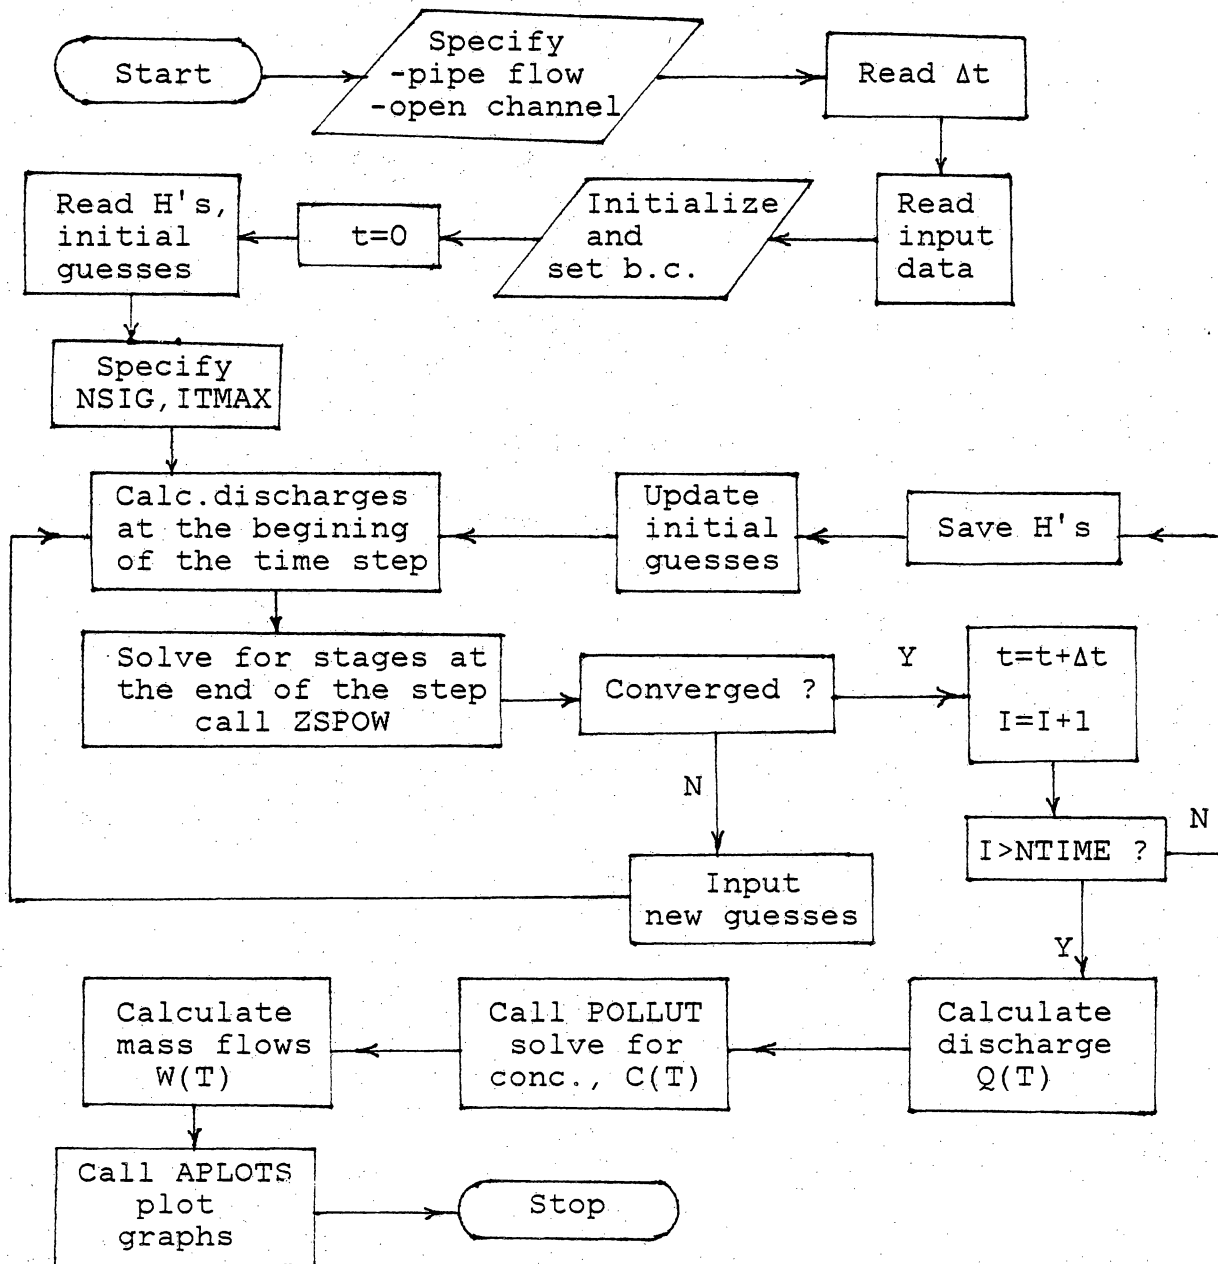 Start
Specify
-pipe flow
-open channel
Read Δt
Read H's,
initial
guesses
t=0
Initialize
and
set b.c.
Read
input
data
Specify
NSIG,ITMAX
Calc.discharges
at the begining
of the time step
Update
initial
guesses
Save H's
Solve for stages at
the end of the step
call ZSPOW
Converged ?
Y
t=t+Δt
I=I+1
N
I>NTIME ?
N
Input
new guesses
Y
Calculate
mass flows
W(T)
Call POLLUT
solve for
conc., C(T)
Calculate
discharge
Q(T)
Call APLOTS
plot
graphs
Stop